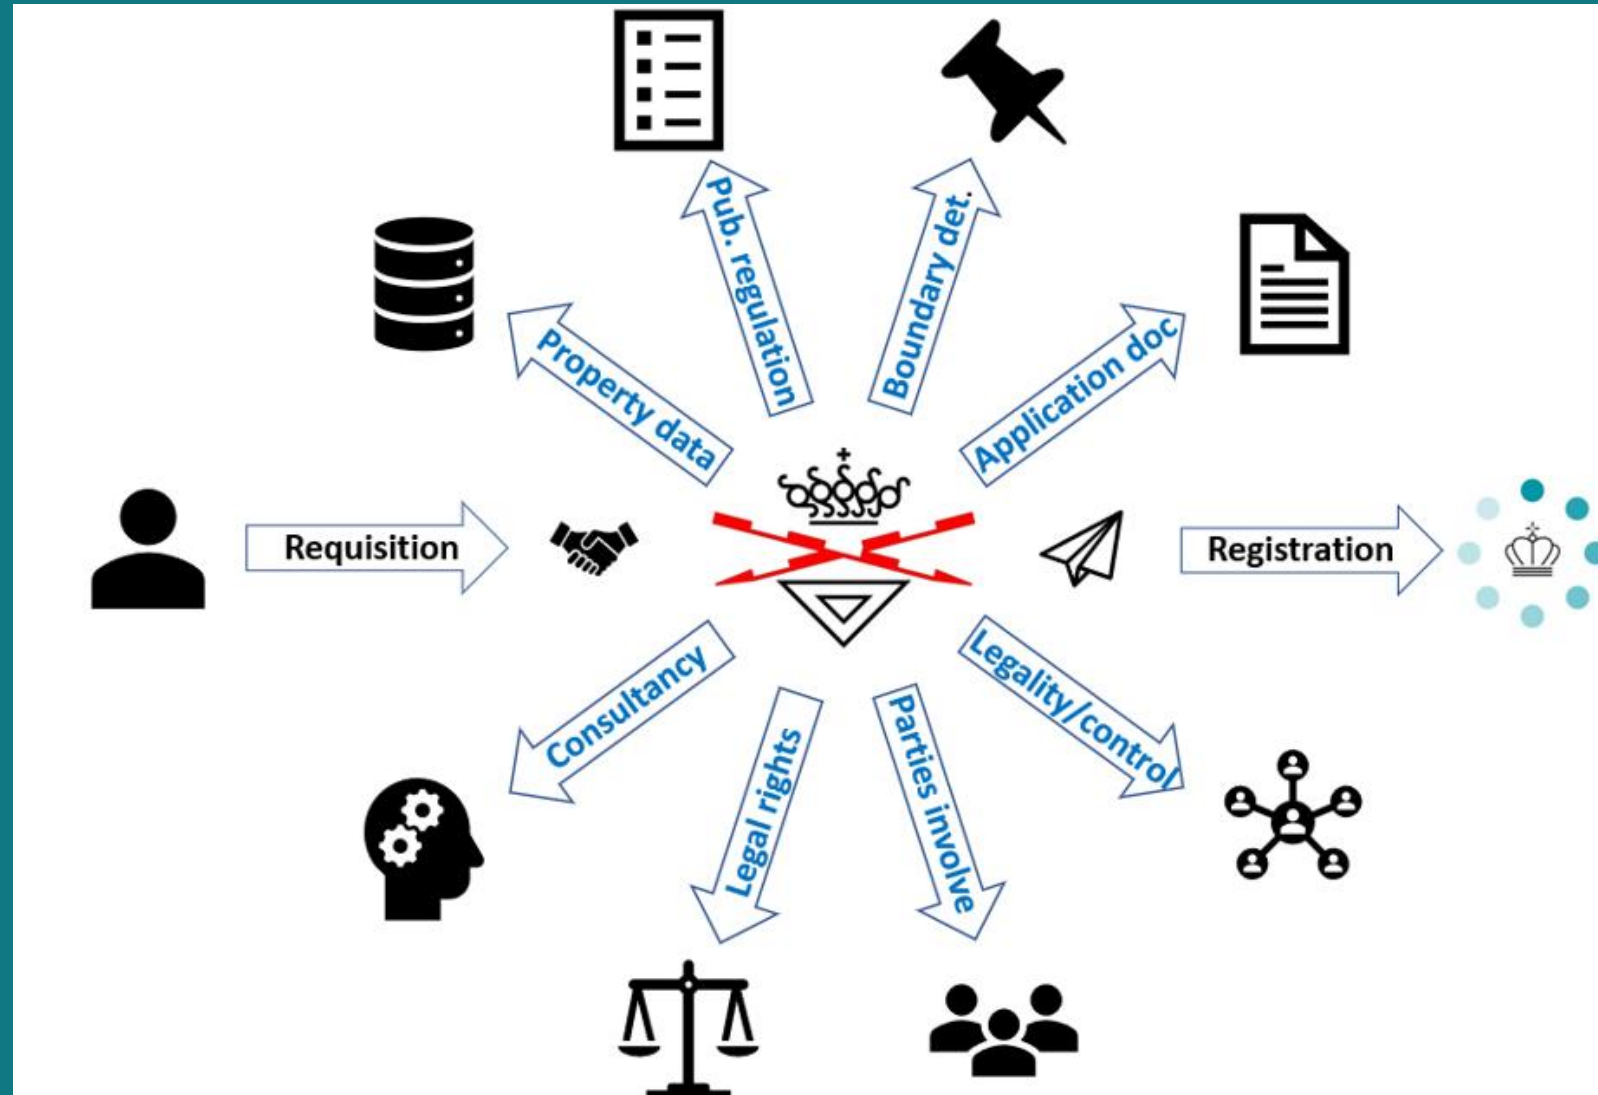 Pub. regulation
Boundary det.
Property data
Application doc
Requisition
Registration
Consultancy
Legal rights
Parties involve
Legality/control